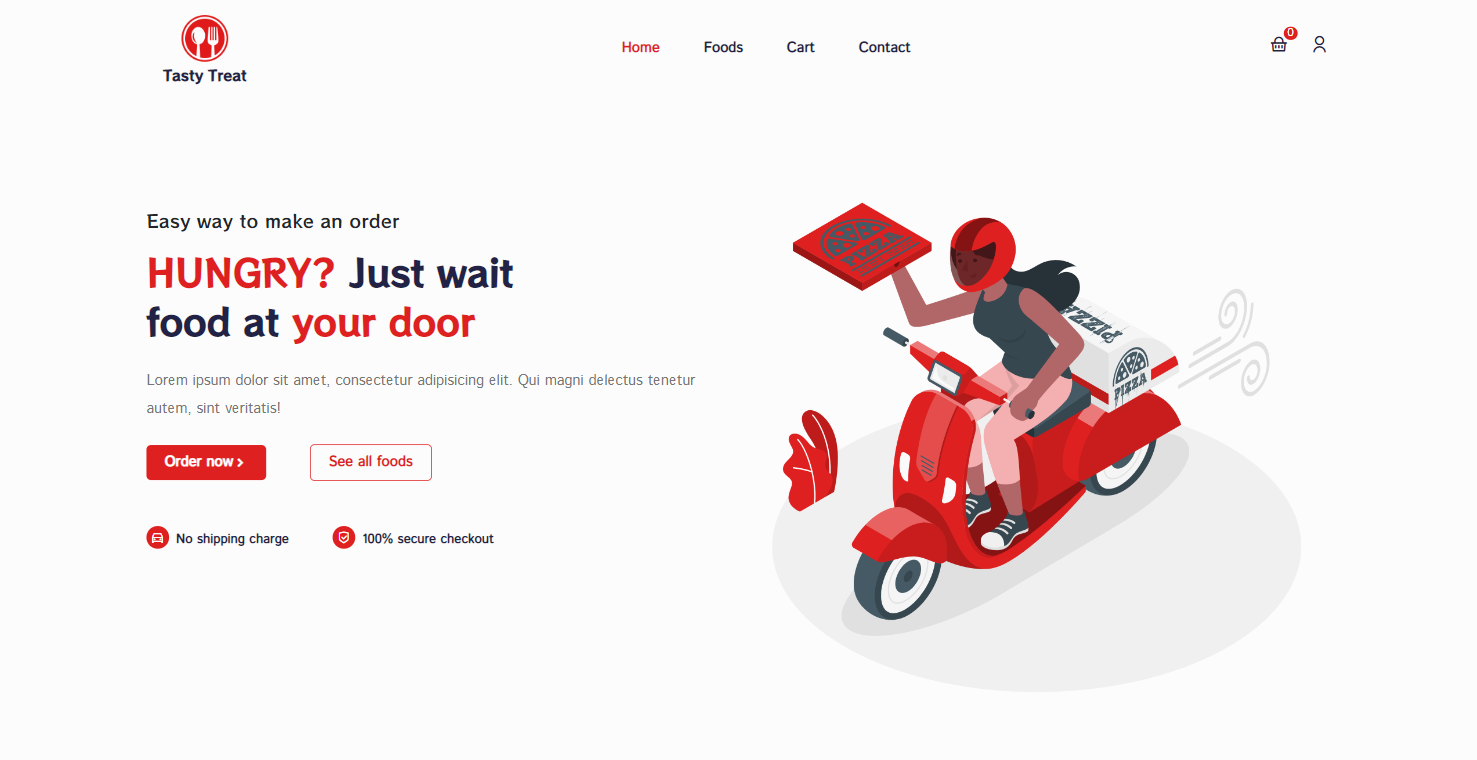 Tasty Treat
Home Foods Cart Contact
0
Easy way to make an order
HUNGRY? Just wait
food at your door
Lorem ipsum dolor sit amet, consectetur adipisicing elit. Qui magni delectus tenetur
autem, sint veritatis!
Order now
See all foods
No shipping charge
100% secure checkout
PIZZA
PIZZA
PIZZA